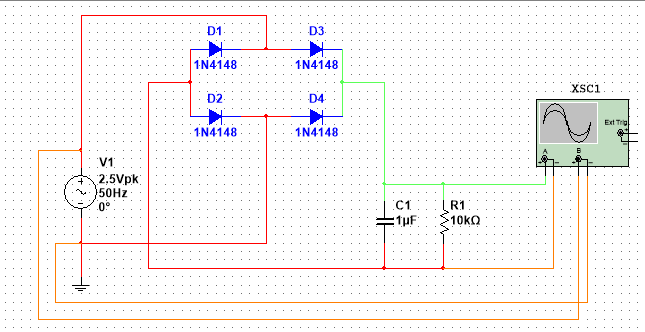 D1
1N4148
D3
1N4148
D2
1N4148
D4
1N4148
XSC1
Ext Trig
+
-
A
B
+
-
+
-
V1
2.5Vpk
50Hz
0°
C1
1µF
R1
10kΩ